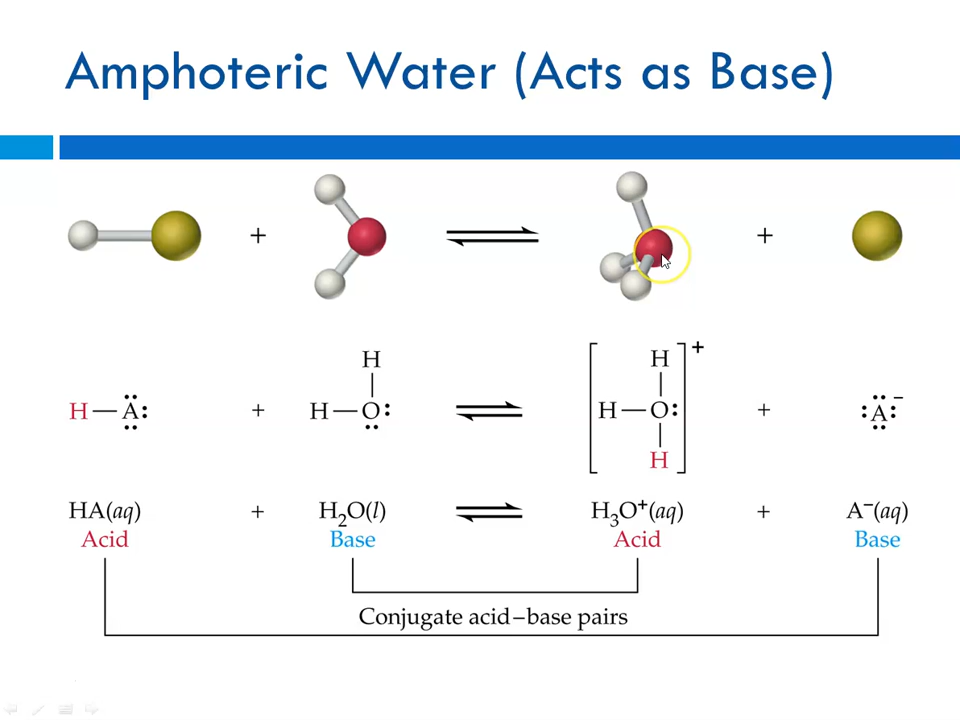 Amphoteric Water (Acts as Base)
+ ⇌ +
H
H
+
H—A + H—O ⇌ H—O + A⁻
H
HA(aq) + H₂O(l) ⇌ H₃O⁺(aq) + A⁻(aq)
Acid Base Acid Base
Conjugate acid–base pairs